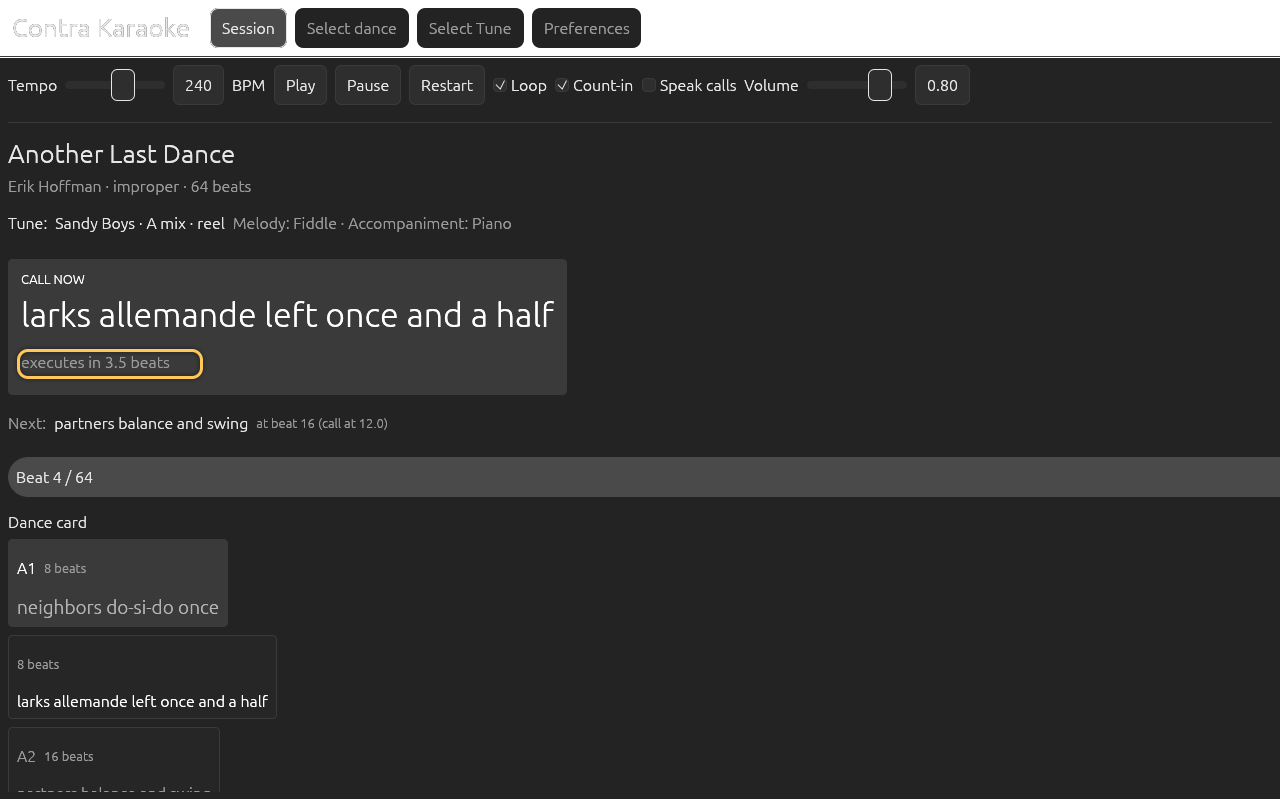 Contra Karaoke Session Select dance Select Tune Preferences
Tempo 240 BPM Play Pause Restart Loop Count-in Speak calls Volume 0.80
Another Last Dance
Erik Hoffman · improper · 64 beats
Tune: Sandy Boys · A mix · reel Melody: Fiddle · Accompaniment: Piano
CALL NOW
larks allemande left once and a half
executes in 3.5 beats
Next: partners balance and swing at beat 16 (call at 12.0)
Beat 4 / 64
Dance card
A1 8 beats
neighbors do-si-do once
8 beats
larks allemande left once and a half
A2 16 beats
partners balance and swing